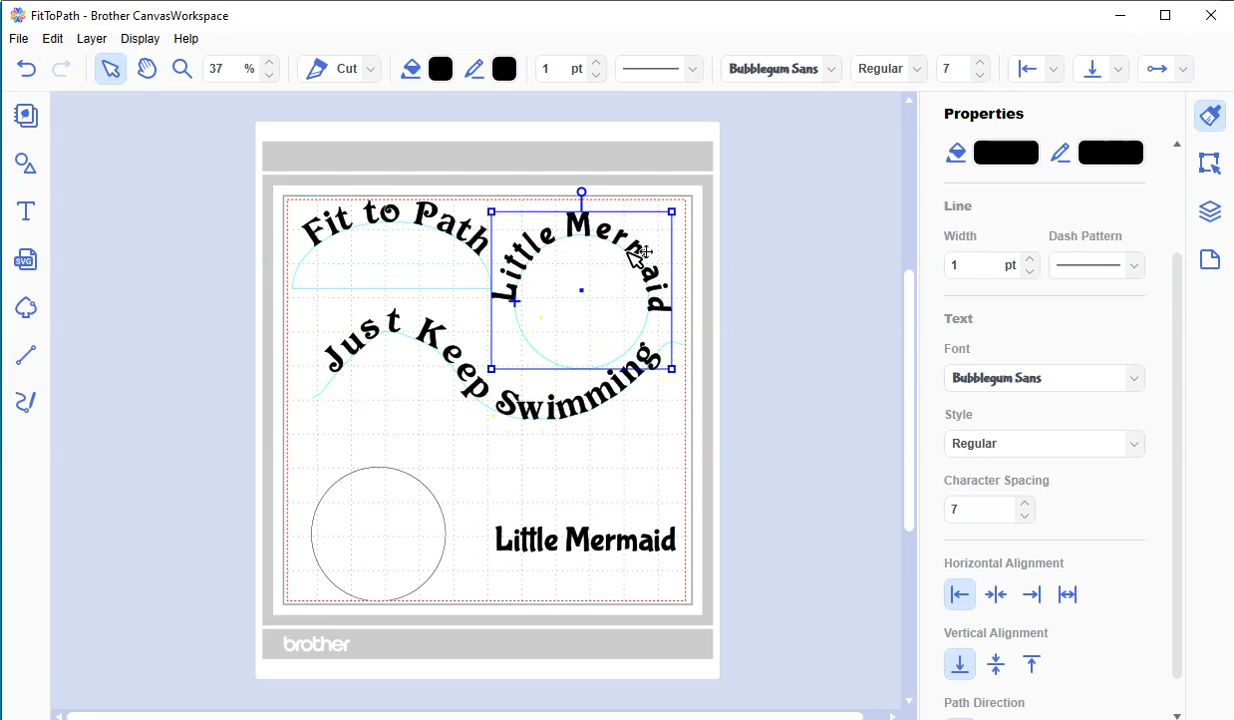 FitToPath - Brother CanvasWorkspace
File Edit Layer Display Help
37 % Cut 1 pt Bubblegum Sans Regular 7
Properties
Line
Width Dash Pattern
1 pt
Text
Font
Bubblegum Sans
Style
Regular
Character Spacing
7
Horizontal Alignment
Vertical Alignment
Path Direction
SVG
Fit to Path
Little Mermaid
Just Keep Swimming
Little Mermaid
brother